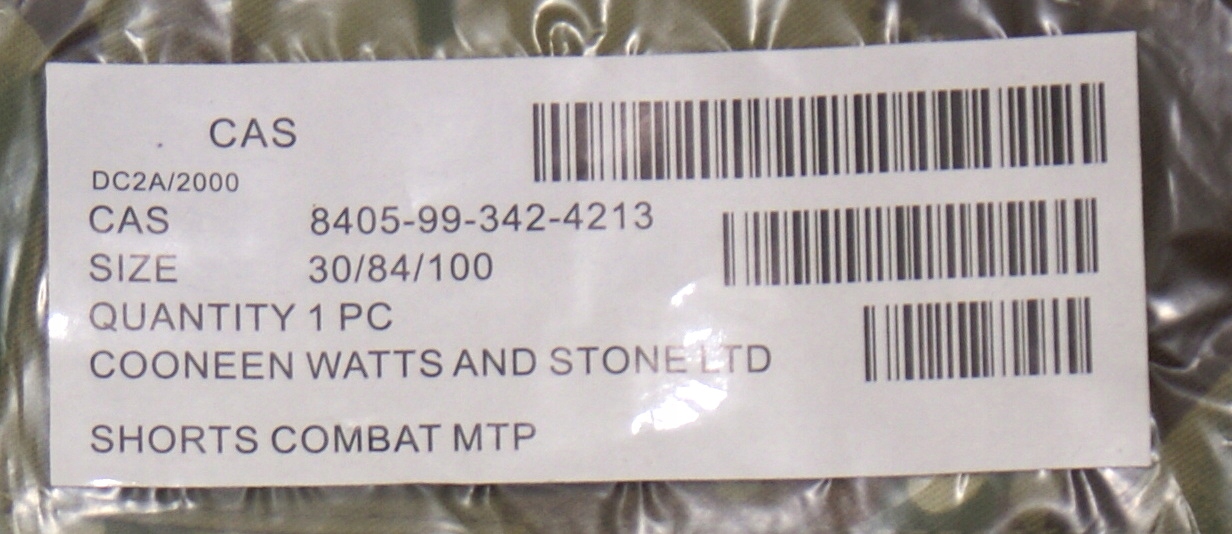 CAS
DC2A/2000
CAS 8405-99-342-4213
SIZE 30/84/100
QUANTITY 1 PC
COONEEN WATTS AND STONE LTD
SHORTS COMBAT MTP